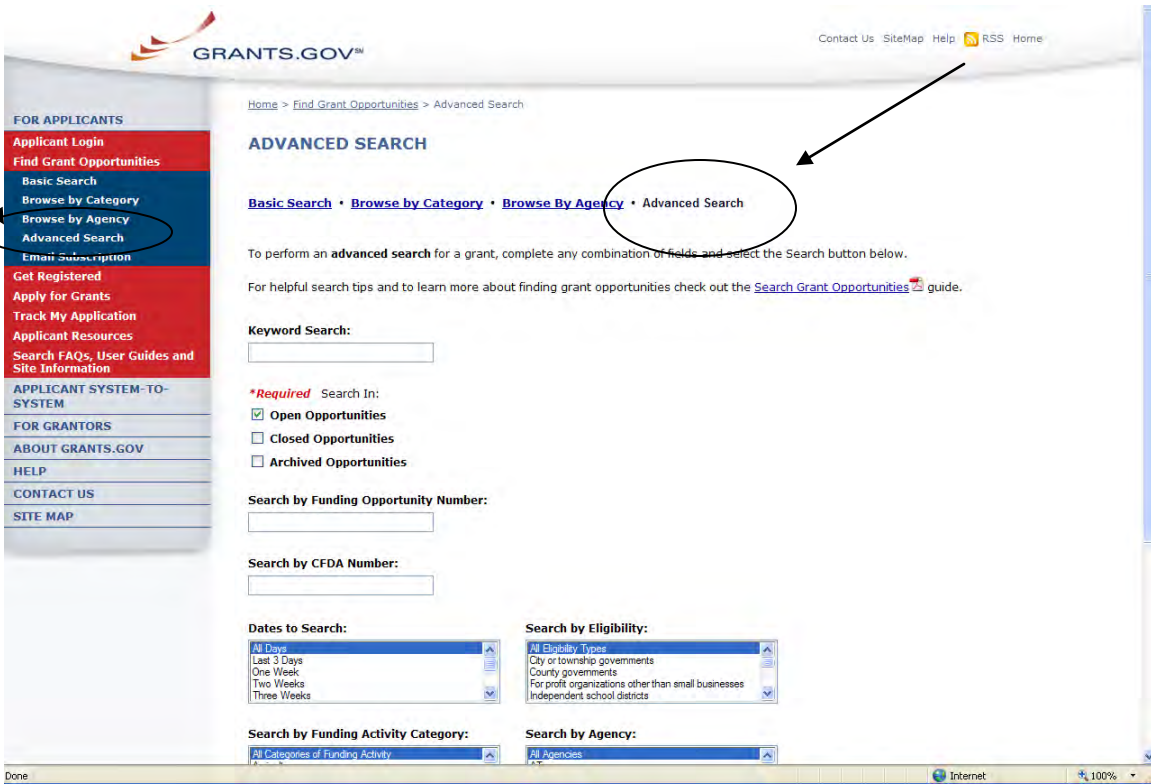 GRANTS.GOV℠
Contact Us SiteMap Help RSS Home
FOR APPLICANTS
Applicant Login
Find Grant Opportunities
Basic Search
Browse by Category
Browse by Agency
Advanced Search
Email Subscription
Get Registered
Apply for Grants
Track My Application
Applicant Resources
Search FAQs, User Guides and
Site Information
APPLICANT SYSTEM-TO-
SYSTEM
FOR GRANTORS
ABOUT GRANTS.GOV
HELP
CONTACT US
SITE MAP
Home > Find Grant Opportunities > Advanced Search
ADVANCED SEARCH
Basic Search • Browse by Category • Browse By Agency • Advanced Search
To perform an advanced search for a grant, complete any combination of fields and select the Search button below.
For helpful search tips and to learn more about finding grant opportunities check out the Search Grant Opportunities guide.
Keyword Search:
*Required Search In:
Open Opportunities
Closed Opportunities
Archived Opportunities
Search by Funding Opportunity Number:
Search by CFDA Number:
Dates to Search:
All Days
Last 3 Days
One Week
Two Weeks
Three Weeks
Search by Eligibility:
All Eligibility Types
City or township governments
County governments
For profit organizations other than small businesses
Independent school districts
Search by Funding Activity Category:
All Categories of Funding Activity
Search by Agency:
All Agencies
Done
Internet
100%